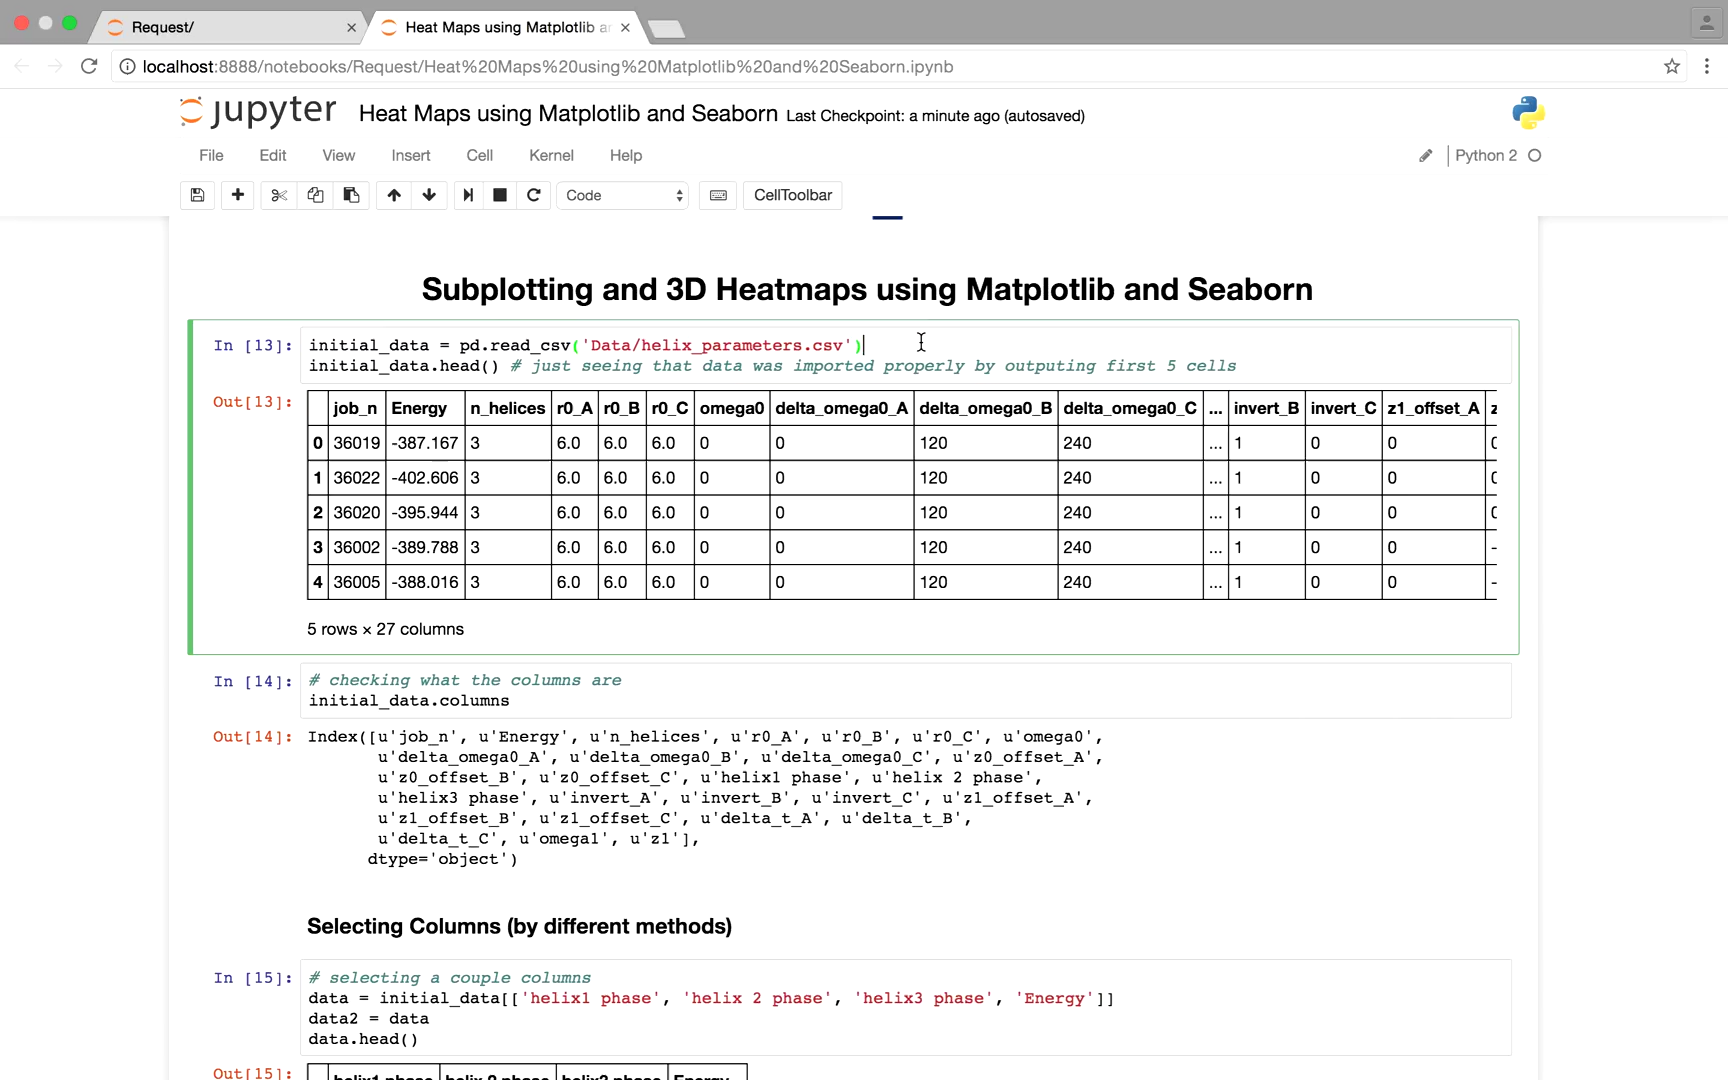 Request/
Heat Maps using Matplotlib ar
localhost:8888/notebooks/Request/Heat%20Maps%20using%20Matplotlib%20and%20Seaborn.ipynb
jupyter Heat Maps using Matplotlib and Seaborn Last Checkpoint: a minute ago (autosaved)
File Edit View Insert Cell Kernel Help Python 2
Code CellToolbar
Subplotting and 3D Heatmaps using Matplotlib and Seaborn
In [13]: initial_data = pd.read_csv('Data/helix_parameters.csv')
initial_data.head() # just seeing that data was imported properly by outputing first 5 cells
Out[13]: job_n Energy n_helices r0_A r0_B r0_C omega0 delta_omega0_A delta_omega0_B delta_omega0_C ... invert_B invert_C z1_offset_A z
0 36019 -387.167 3 6.0 6.0 6.0 0 0 120 240 ... 1 0 0 0
1 36022 -402.606 3 6.0 6.0 6.0 0 0 120 240 ... 1 0 0 0
2 36020 -395.944 3 6.0 6.0 6.0 0 0 120 240 ... 1 0 0 0
3 36002 -389.788 3 6.0 6.0 6.0 0 0 120 240 ... 1 0 0 -
4 36005 -388.016 3 6.0 6.0 6.0 0 0 120 240 ... 1 0 0 -
5 rows × 27 columns
In [14]: # checking what the columns are
initial_data.columns
Out[14]: Index([u'job_n', u'Energy', u'n_helices', u'r0_A', u'r0_B', u'r0_C', u'omega0',
u'delta_omega0_A', u'delta_omega0_B', u'delta_omega0_C', u'z0_offset_A',
u'z0_offset_B', u'z0_offset_C', u'helix1 phase', u'helix 2 phase',
u'helix3 phase', u'invert_A', u'invert_B', u'invert_C', u'z1_offset_A',
u'z1_offset_B', u'z1_offset_C', u'delta_t_A', u'delta_t_B',
u'delta_t_C', u'omega1', u'z1'],
dtype='object')
Selecting Columns (by different methods)
In [15]: # selecting a couple columns
data = initial_data[['helix1 phase', 'helix 2 phase', 'helix3 phase', 'Energy']]
data2 = data
data.head()
Out[15]: helix1 phase helix 2 phase helix3 phase Energy